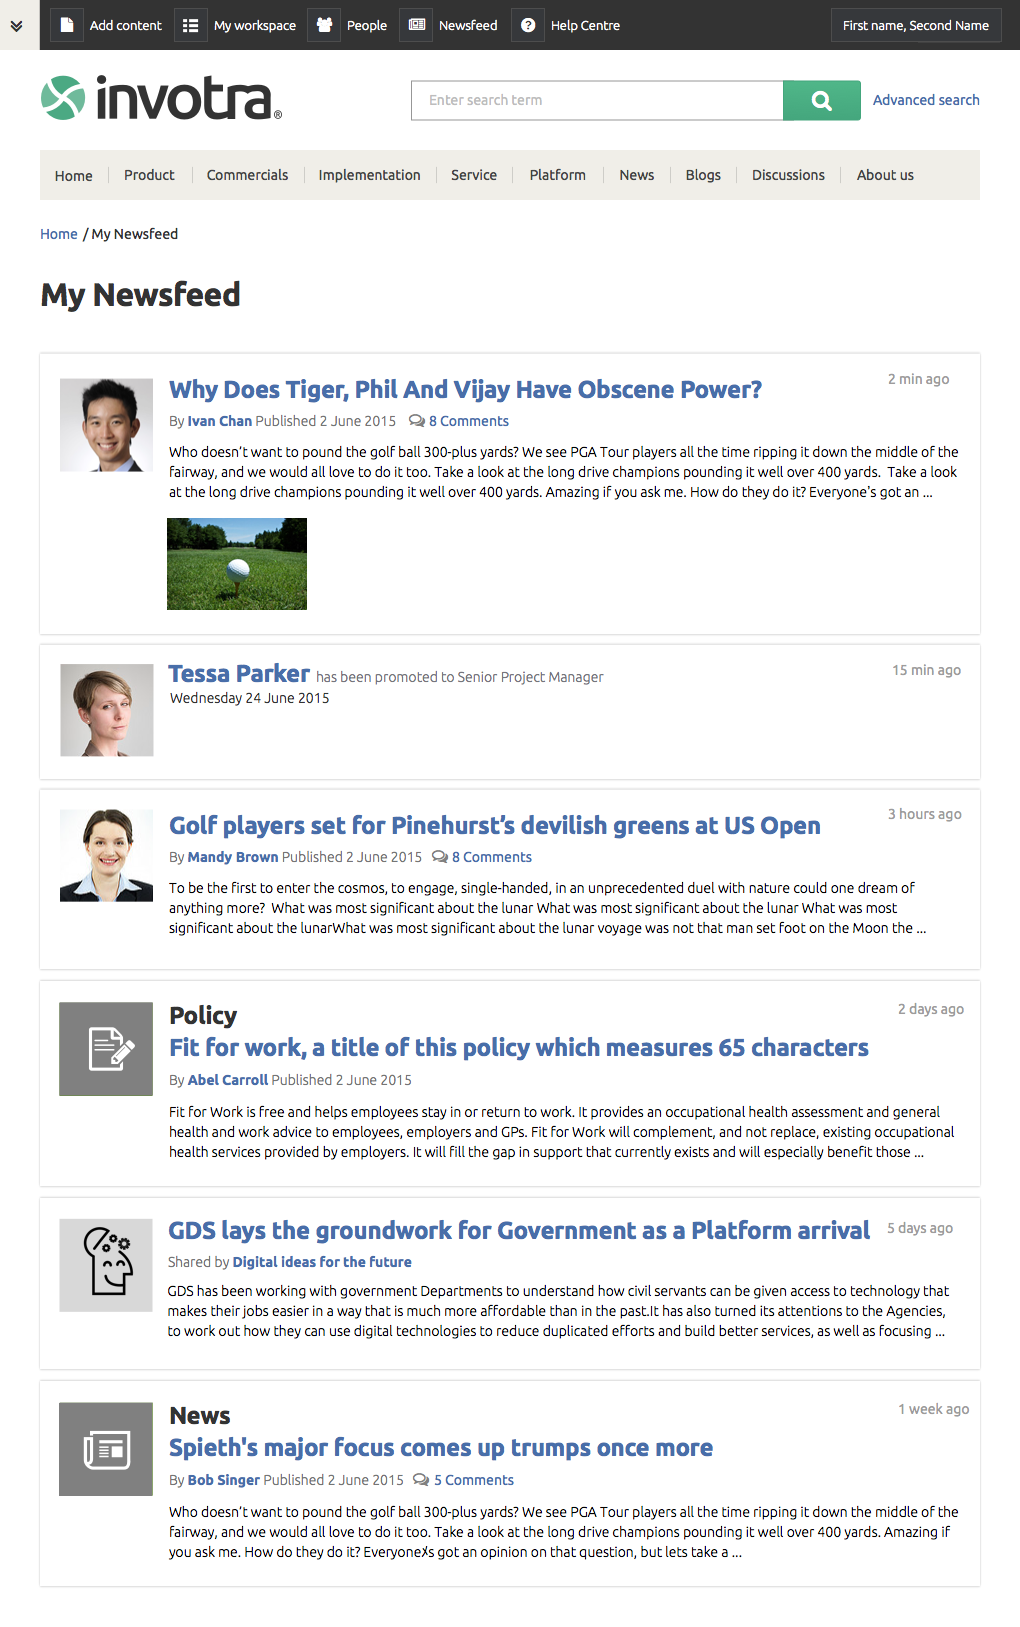 Add content My workspace People Newsfeed Help Centre First name, Second Name
invotra®
Enter search term
Advanced search
Home Product Commercials Implementation Service Platform News Blogs Discussions About us
Home / My Newsfeed
My Newsfeed
Why Does Tiger, Phil And Vijay Have Obscene Power?
2 min ago
By Ivan Chan Published 2 June 2015 8 Comments
Who doesn't want to pound the golf ball 300-plus yards? We see PGA Tour players all the time ripping it down the middle of the
fairway, and we would all love to do it too. Take a look at the long drive champions pounding it well over 400 yards. Take a look
at the long drive champions pounding it well over 400 yards. Amazing if you ask me. How do they do it? Everyone's got an ...
Tessa Parker has been promoted to Senior Project Manager
15 min ago
Wednesday 24 June 2015
Golf players set for Pinehurst's devilish greens at US Open
3 hours ago
By Mandy Brown Published 2 June 2015 8 Comments
To be the first to enter the cosmos, to engage, single-handed, in an unprecedented duel with nature could one dream of
anything more? What was most significant about the lunar What was most significant about the lunar What was most
significant about the lunarWhat was most significant about the lunar voyage was not that man set foot on the Moon the ...
Policy
2 days ago
Fit for work, a title of this policy which measures 65 characters
By Abel Carroll Published 2 June 2015
Fit for Work is free and helps employees stay in or return to work. It provides an occupational health assessment and general
health and work advice to employees, employers and GPs. Fit for Work will complement, and not replace, existing occupational
health services provided by employers. It will fill the gap in support that currently exists and will especially benefit those ...
GDS lays the groundwork for Government as a Platform arrival
5 days ago
Shared by Digital ideas for the future
GDS has been working with government Departments to understand how civil servants can be given access to technology that
makes their jobs easier in a way that is much more affordable than in the past.It has also turned its attentions to the Agencies,
to work out how they can use digital technologies to reduce duplicated efforts and build better services, as well as focusing ...
News
1 week ago
Spieth's major focus comes up trumps once more
By Bob Singer Published 2 June 2015 5 Comments
Who doesn't want to pound the golf ball 300-plus yards? We see PGA Tour players all the time ripping it down the middle of the
fairway, and we would all love to do it too. Take a look at the long drive champions pounding it well over 400 yards. Amazing if
you ask me. How do they do it? Everyone's got an opinion on that question, but lets take a ...